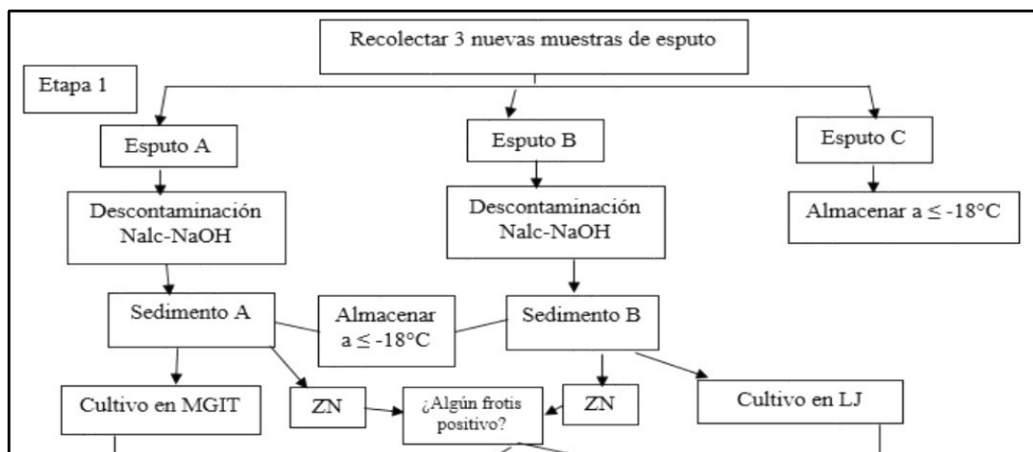 Recolectar 3 nuevas muestras de esputo
Etapa 1
Esputo A
Esputo B
Esputo C
Descontaminación
Nalc-NaOH
Descontaminación
Nalc-NaOH
Almacenar a ≤ -18°C
Sedimento A
Almacenar
a ≤ -18°C
Sedimento B
Cultivo en MGIT
ZN
¿Algún frotis
positivo?
ZN
Cultivo en LJ